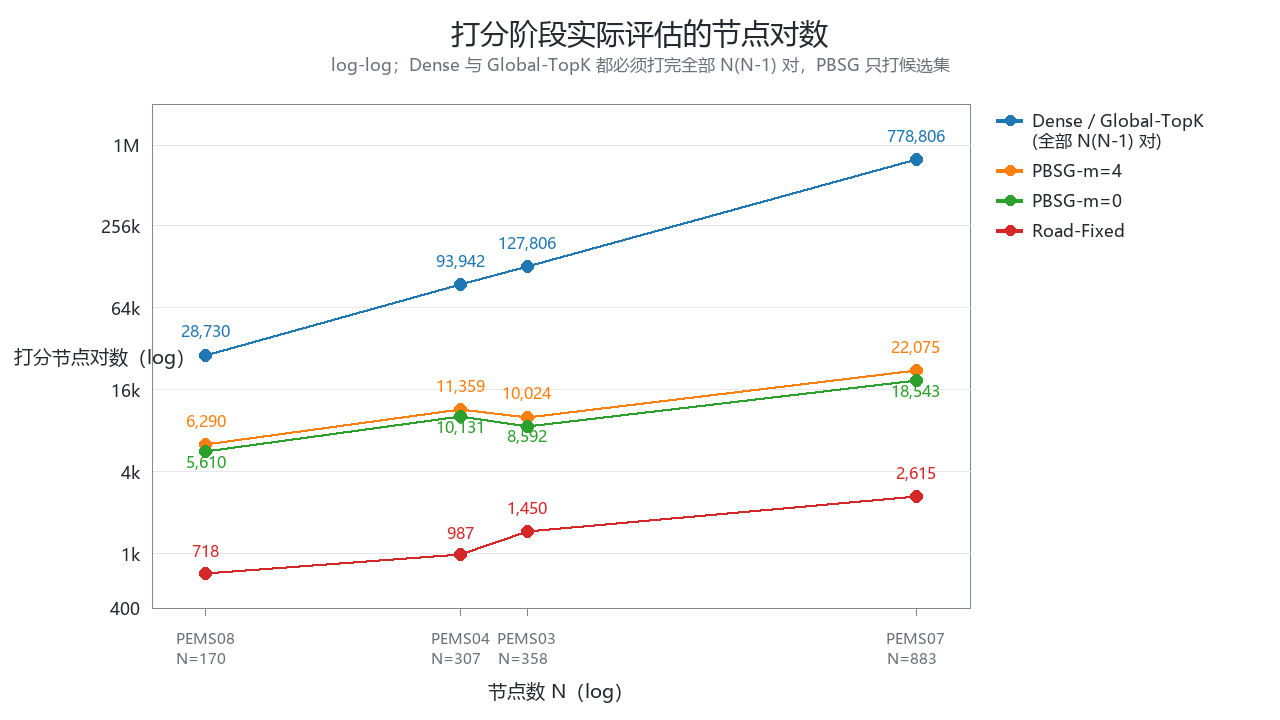 打分阶段实际评估的节点对数
log-log；Dense 与 Global-TopK 都必须打完全部 N(N-1) 对，PBSG 只打候选集
Dense / Global-TopK
(全部 N(N-1) 对)
PBSG-m=4
PBSG-m=0
Road-Fixed
1M
256k
64k
16k
4k
1k
400
打分节点对数（log）
778,806
127,806
93,942
28,730
22,075
18,543
11,359
10,024
10,131
8,592
6,290
5,610
2,615
1,450
987
718
PEMS08
N=170
PEMS04
N=307
PEMS03
N=358
PEMS07
N=883
节点数 N（log）